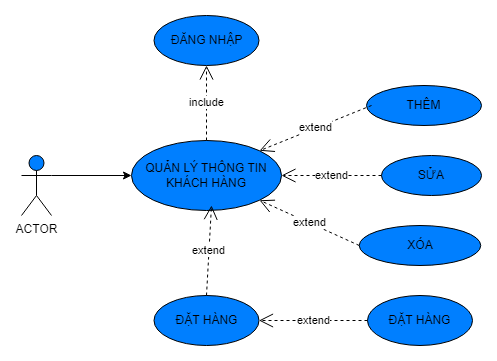 ĐĂNG NHẬP
include
THÊM
extend
QUẢN LÝ THÔNG TIN
KHÁCH HÀNG
extend
SỬA
ACTOR
extend
XÓA
extend
ĐẶT HÀNG
extend
ĐẶT HÀNG